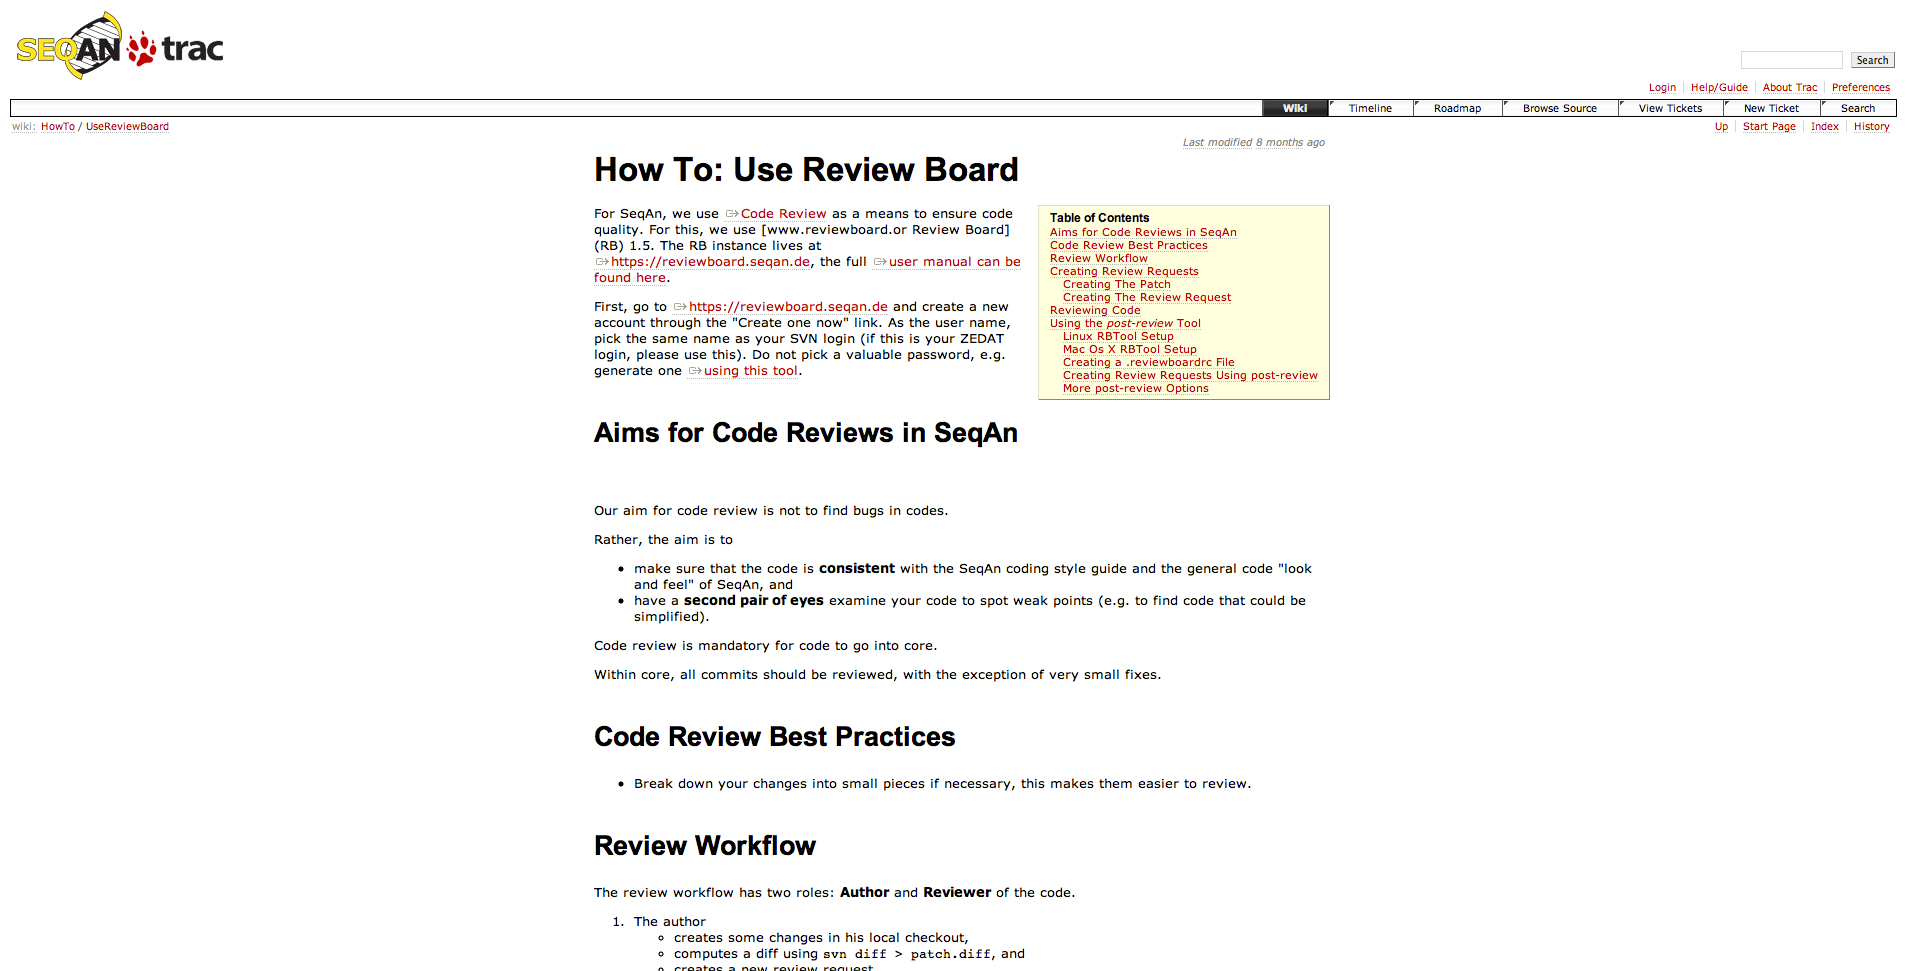 SEQAN trac
Search
Login Help/Guide About Trac Preferences
Wiki Timeline Roadmap Browse Source View Tickets New Ticket Search
wiki: HowTo / UseReviewBoard
Up Start Page Index History
Last modified 8 months ago
How To: Use Review Board
For SeqAn, we use Code Review as a means to ensure code
quality. For this, we use [www.reviewboard.or Review Board]
(RB) 1.5. The RB instance lives at
https://reviewboard.seqan.de, the full user manual can be
found here.
First, go to https://reviewboard.seqan.de and create a new
account through the "Create one now" link. As the user name,
pick the same name as your SVN login (if this is your ZEDAT
login, please use this). Do not pick a valuable password, e.g.
generate one using this tool.
Table of Contents
Aims for Code Reviews in SeqAn
Code Review Best Practices
Review Workflow
Creating Review Requests
Creating The Patch
Creating The Review Request
Reviewing Code
Using the post-review Tool
Linux RBTool Setup
Mac Os X RBTool Setup
Creating a .reviewboardrc File
Creating Review Requests Using post-review
More post-review Options
Aims for Code Reviews in SeqAn
Our aim for code review is not to find bugs in codes.
Rather, the aim is to
• make sure that the code is consistent with the SeqAn coding style guide and the general code "look
and feel" of SeqAn, and
• have a second pair of eyes examine your code to spot weak points (e.g. to find code that could be
simplified).
Code review is mandatory for code to go into core.
Within core, all commits should be reviewed, with the exception of very small fixes.
Code Review Best Practices
• Break down your changes into small pieces if necessary, this makes them easier to review.
Review Workflow
The review workflow has two roles: Author and Reviewer of the code.
1. The author
creates some changes in his local checkout,
computes a diff using svn diff > patch.diff, and
creates a new review request